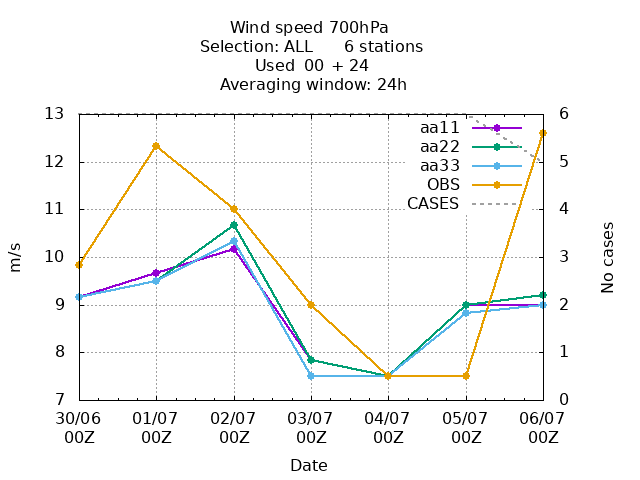 Wind speed 700hPa
Selection: ALL      6 stations
Used  00 + 24
Averaging window: 24h
13 6
12 5
11 4
10 3
9 2
8 1
7 0
aa11
aa22
aa33
OBS
CASES
m/s
No cases
30/06 01/07 02/07 03/07 04/07 05/07 06/07
00Z 00Z 00Z 00Z 00Z 00Z 00Z
Date